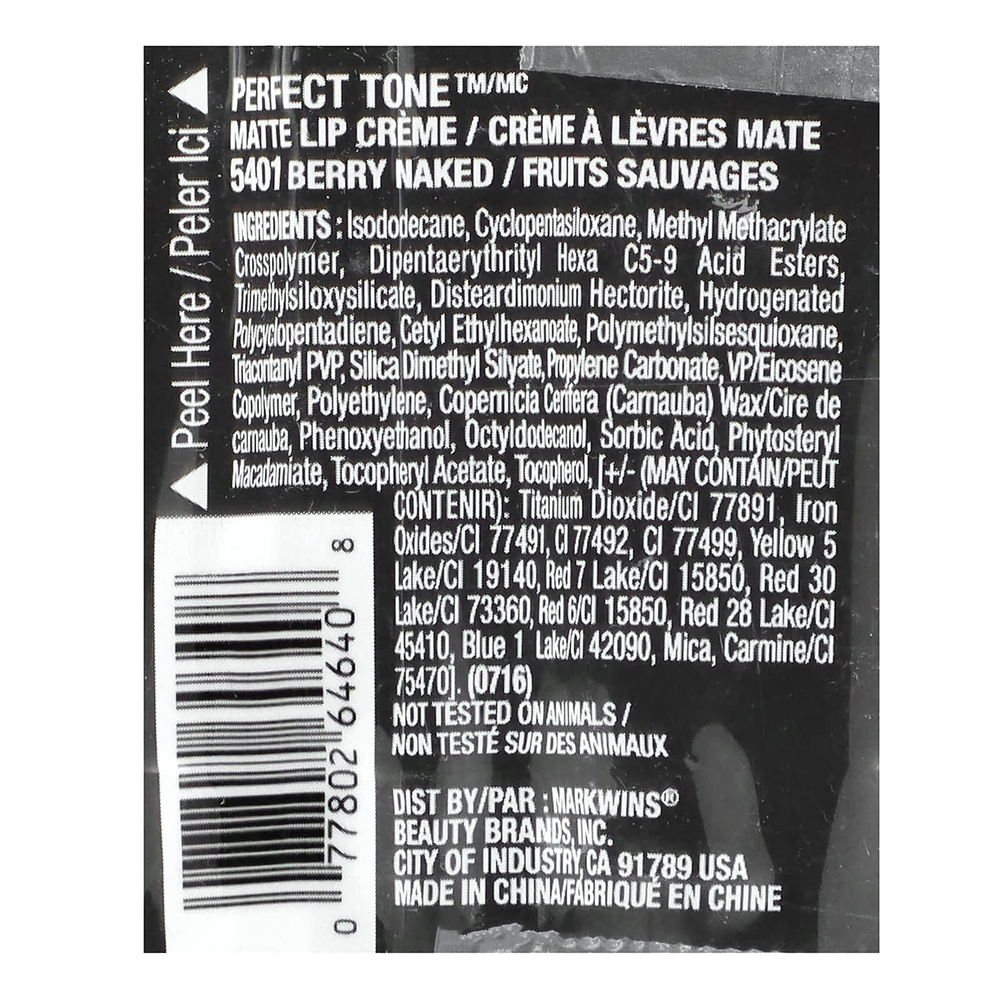 PERFECT TONE™/MC
MATTE LIP CRÈME / CRÈME À LÈVRES MATE
5401 BERRY NAKED / FRUITS SAUVAGES
INGREDIENTS : Isododecane, Cyclopentasiloxane, Methyl Methacrylate
Crosspolymer, Dipentaerythrityl Hexa C5-9 Acid Esters,
Trimethylsiloxysilicate, Disteardimonium Hectorite, Hydrogenated
Polycyclopentadiene, Cetyl Ethylhexanoate, Polymethylsilsesquioxane,
Triacontanyl PVP, Silica Dimethyl Silyate, Propylene Carbonate, VP/Eicosene
Copolymer, Polyethylene, Copernicia Cerifera (Carnauba) Wax/Cire de
carnauba, Phenoxyethanol, Octyldodecanol, Sorbic Acid, Phytosteryl
Macadamiate, Tocopheryl Acetate, Tocopherol, [+/- (MAY CONTAIN/PEUT
CONTENIR): Titanium Dioxide/CI 77891, Iron
Oxides/CI 77491, CI 77492, CI 77499, Yellow 5
Lake/CI 19140, Red 7 Lake/CI 15850, Red 30
Lake/CI 73360, Red 6/CI 15850, Red 28 Lake/CI
45410, Blue 1 Lake/CI 42090, Mica, Carmine/CI
75470]. (0716)
NOT TESTED ON ANIMALS /
NON TESTÉ SUR DES ANIMAUX
DIST BY/PAR : MARKWINS®
BEAUTY BRANDS, INC.
CITY OF INDUSTRY, CA 91789 USA
MADE IN CHINA/FABRIQUÉ EN CHINE
▲ Peel Here / Peler Ici ▲
0 77802 64640 8